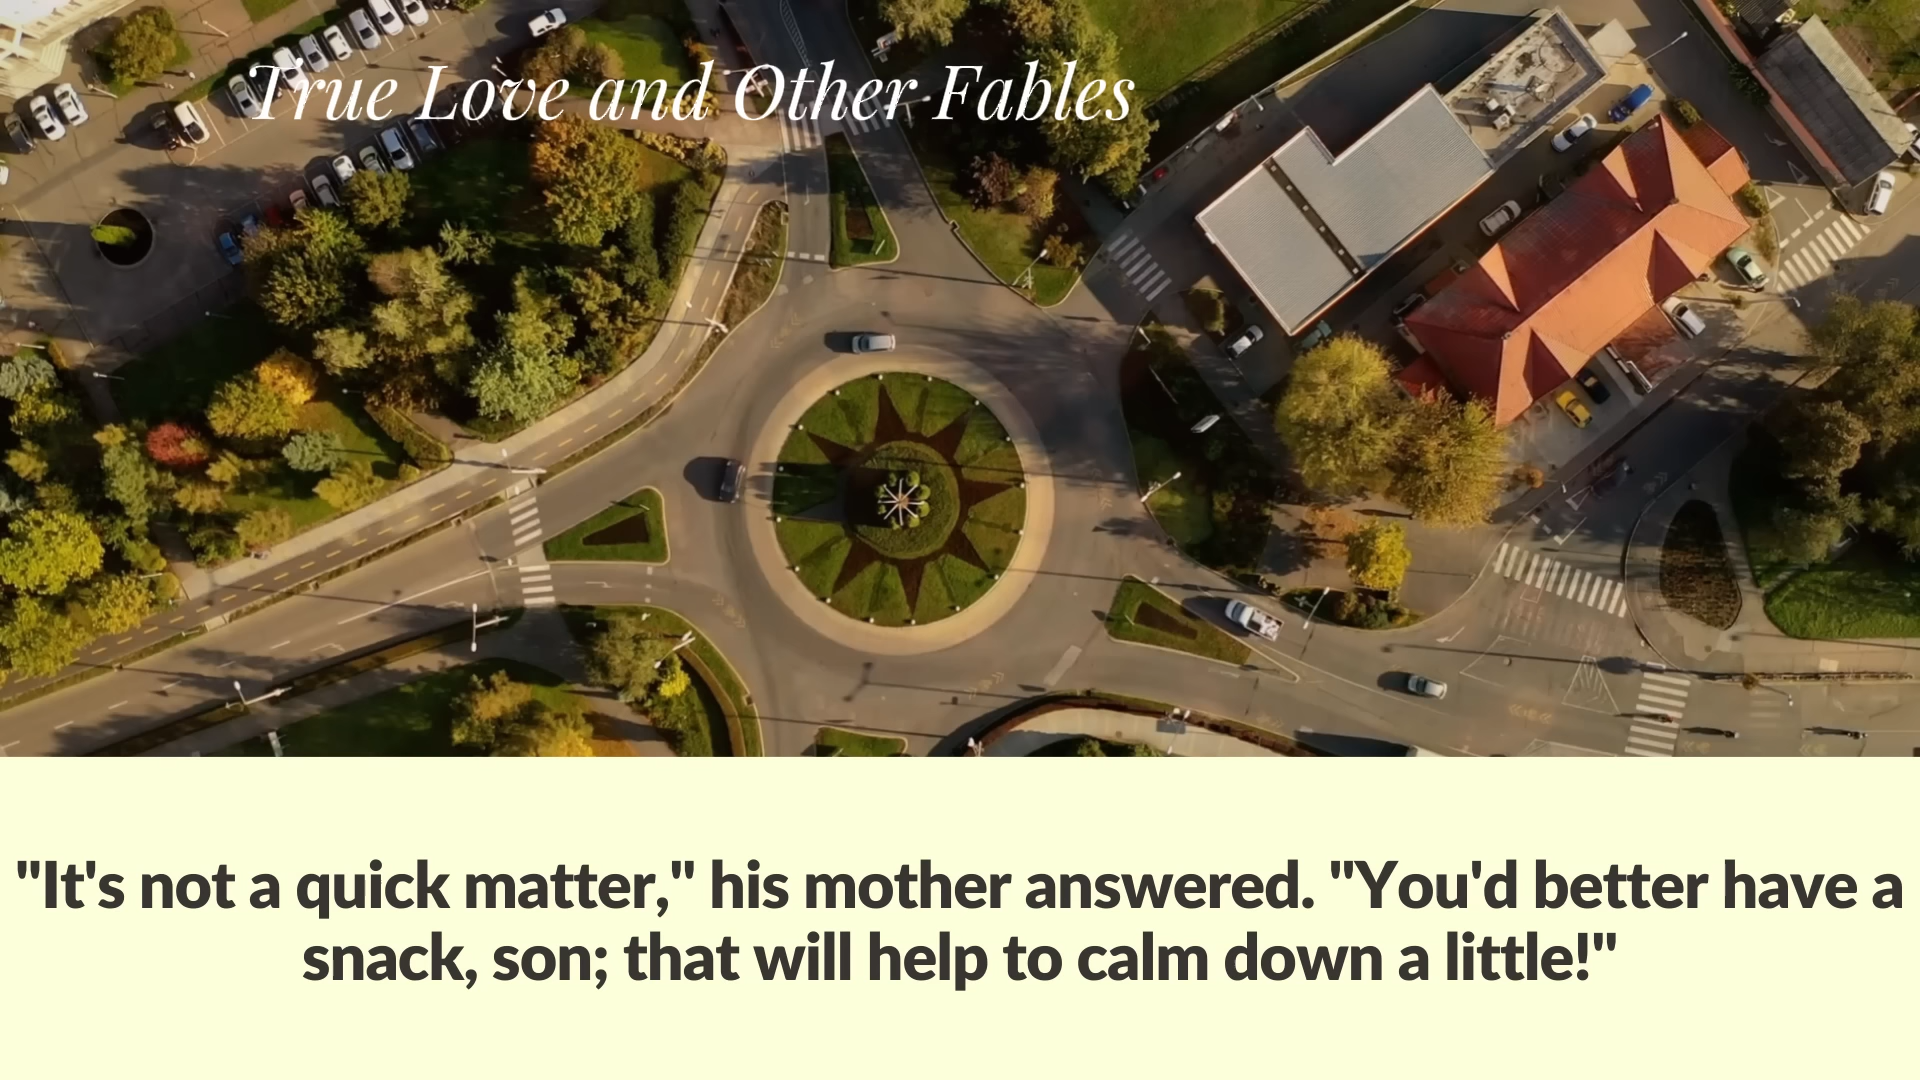 True Love and Other Fables
"It's not a quick matter," his mother answered. "You'd better have a
snack, son; that will help to calm down a little!"